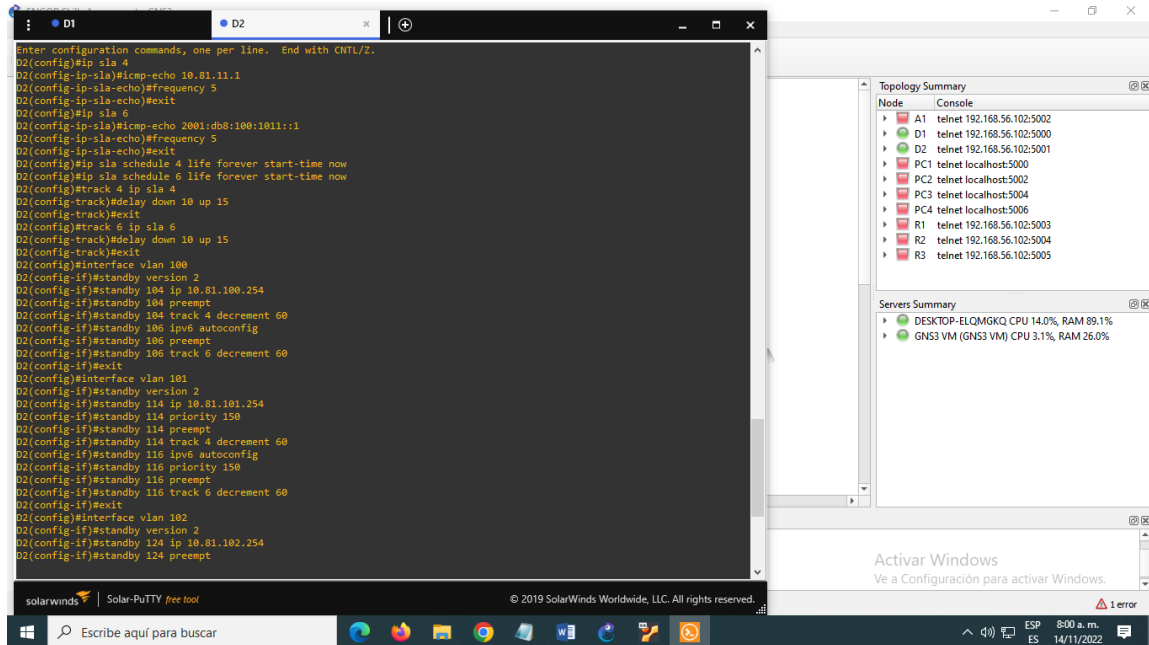 D1
D2
×
Enter configuration commands, one per line.  End with CNTL/Z.
D2(config)#ip sla 4
D2(config-ip-sla)#icmp-echo 10.81.11.1
D2(config-ip-sla-echo)#frequency 5
D2(config-ip-sla-echo)#exit
D2(config)#ip sla 6
D2(config-ip-sla)#icmp-echo 2001:db8:100:1011::1
D2(config-ip-sla-echo)#frequency 5
D2(config-ip-sla-echo)#exit
D2(config)#ip sla schedule 4 life forever start-time now
D2(config)#ip sla schedule 6 life forever start-time now
D2(config)#track 4 ip sla 4
D2(config-track)#delay down 10 up 15
D2(config-track)#exit
D2(config)#track 6 ip sla 6
D2(config-track)#delay down 10 up 15
D2(config-track)#exit
D2(config)#interface vlan 100
D2(config-if)#standby version 2
D2(config-if)#standby 104 ip 10.81.100.254
D2(config-if)#standby 104 preempt
D2(config-if)#standby 104 track 4 decrement 60
D2(config-if)#standby 106 ipv6 autoconfig
D2(config-if)#standby 106 preempt
D2(config-if)#standby 106 track 6 decrement 60
D2(config-if)#exit
D2(config)#interface vlan 101
D2(config-if)#standby version 2
D2(config-if)#standby 114 ip 10.81.101.254
D2(config-if)#standby 114 priority 150
D2(config-if)#standby 114 preempt
D2(config-if)#standby 114 track 4 decrement 60
D2(config-if)#standby 116 ipv6 autoconfig
D2(config-if)#standby 116 priority 150
D2(config-if)#standby 116 preempt
D2(config-if)#standby 116 track 6 decrement 60
D2(config-if)#exit
D2(config)#interface vlan 102
D2(config-if)#standby version 2
D2(config-if)#standby 124 ip 10.81.102.254
D2(config-if)#standby 124 preempt
solarwinds Solar-PuTTY free tool
© 2019 SolarWinds Worldwide, LLC. All rights reserved.
Topology Summary
Node Console
A1 telnet 192.168.56.102:5002
D1 telnet 192.168.56.102:5000
D2 telnet 192.168.56.102:5001
PC1 telnet localhost:5000
PC2 telnet localhost:5002
PC3 telnet localhost:5004
PC4 telnet localhost:5006
R1 telnet 192.168.56.102:5003
R2 telnet 192.168.56.102:5004
R3 telnet 192.168.56.102:5005
Servers Summary
DESKTOP-ELQMGKQ CPU 14.0%, RAM 89.1%
GNS3 VM (GNS3 VM) CPU 3.1%, RAM 26.0%
Activar Windows
Ve a Configuración para activar Windows.
1 error
Escribe aquí para buscar
ESP
ES
8:00 a. m.
14/11/2022